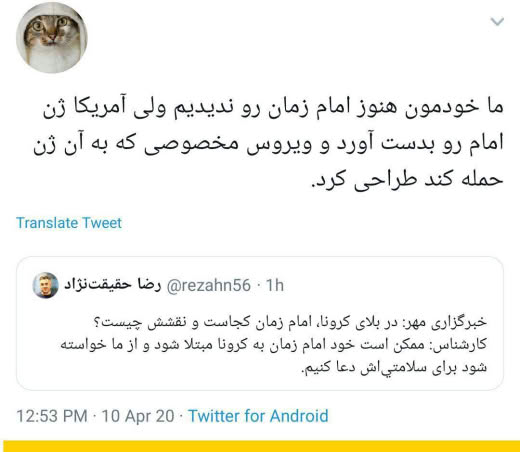 ما خودمون هنوز امام زمان رو ندیدیم ولی آمریکا ژن
امام رو بدست آورد و ویروس مخصوصی که به آن ژن
حمله کند طراحی کرد.
Translate Tweet
رضا حقیقت‌نژاد @rezahn56 · 1h
خبرگزاری مهر: در بلای کرونا، امام زمان کجاست و نقشش چیست؟
کارشناس: ممکن است خود امام زمان به کرونا مبتلا شود و از ما خواسته
شود برای سلامتي‌اش دعا کنیم.
12:53 PM · 10 Apr 20 · Twitter for Android